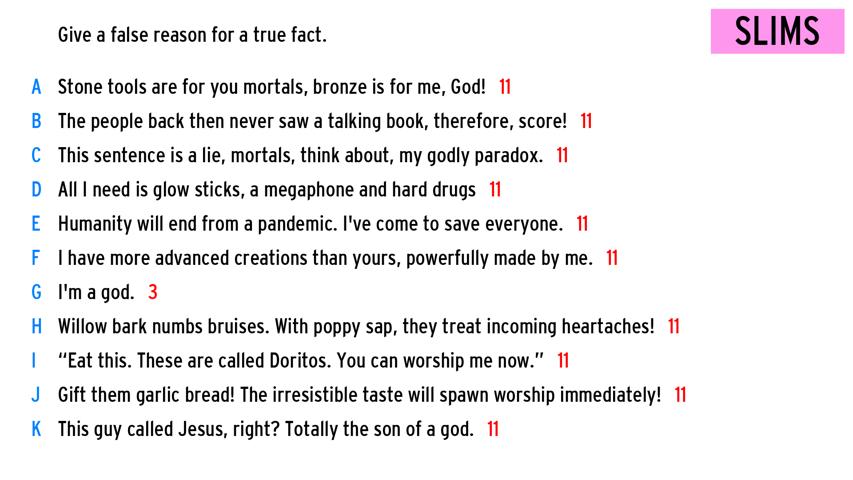 Give a false reason for a true fact.
SLIMS
A Stone tools are for you mortals, bronze is for me, God! 11
B The people back then never saw a talking book, therefore, score! 11
C This sentence is a lie, mortals, think about, my godly paradox. 11
D All I need is glow sticks, a megaphone and hard drugs 11
E Humanity will end from a pandemic. I've come to save everyone. 11
F I have more advanced creations than yours, powerfully made by me. 11
G I'm a god. 3
H Willow bark numbs bruises. With poppy sap, they treat incoming heartaches! 11
I “Eat this. These are called Doritos. You can worship me now.” 11
J Gift them garlic bread! The irresistible taste will spawn worship immediately! 11
K This guy called Jesus, right? Totally the son of a god. 11